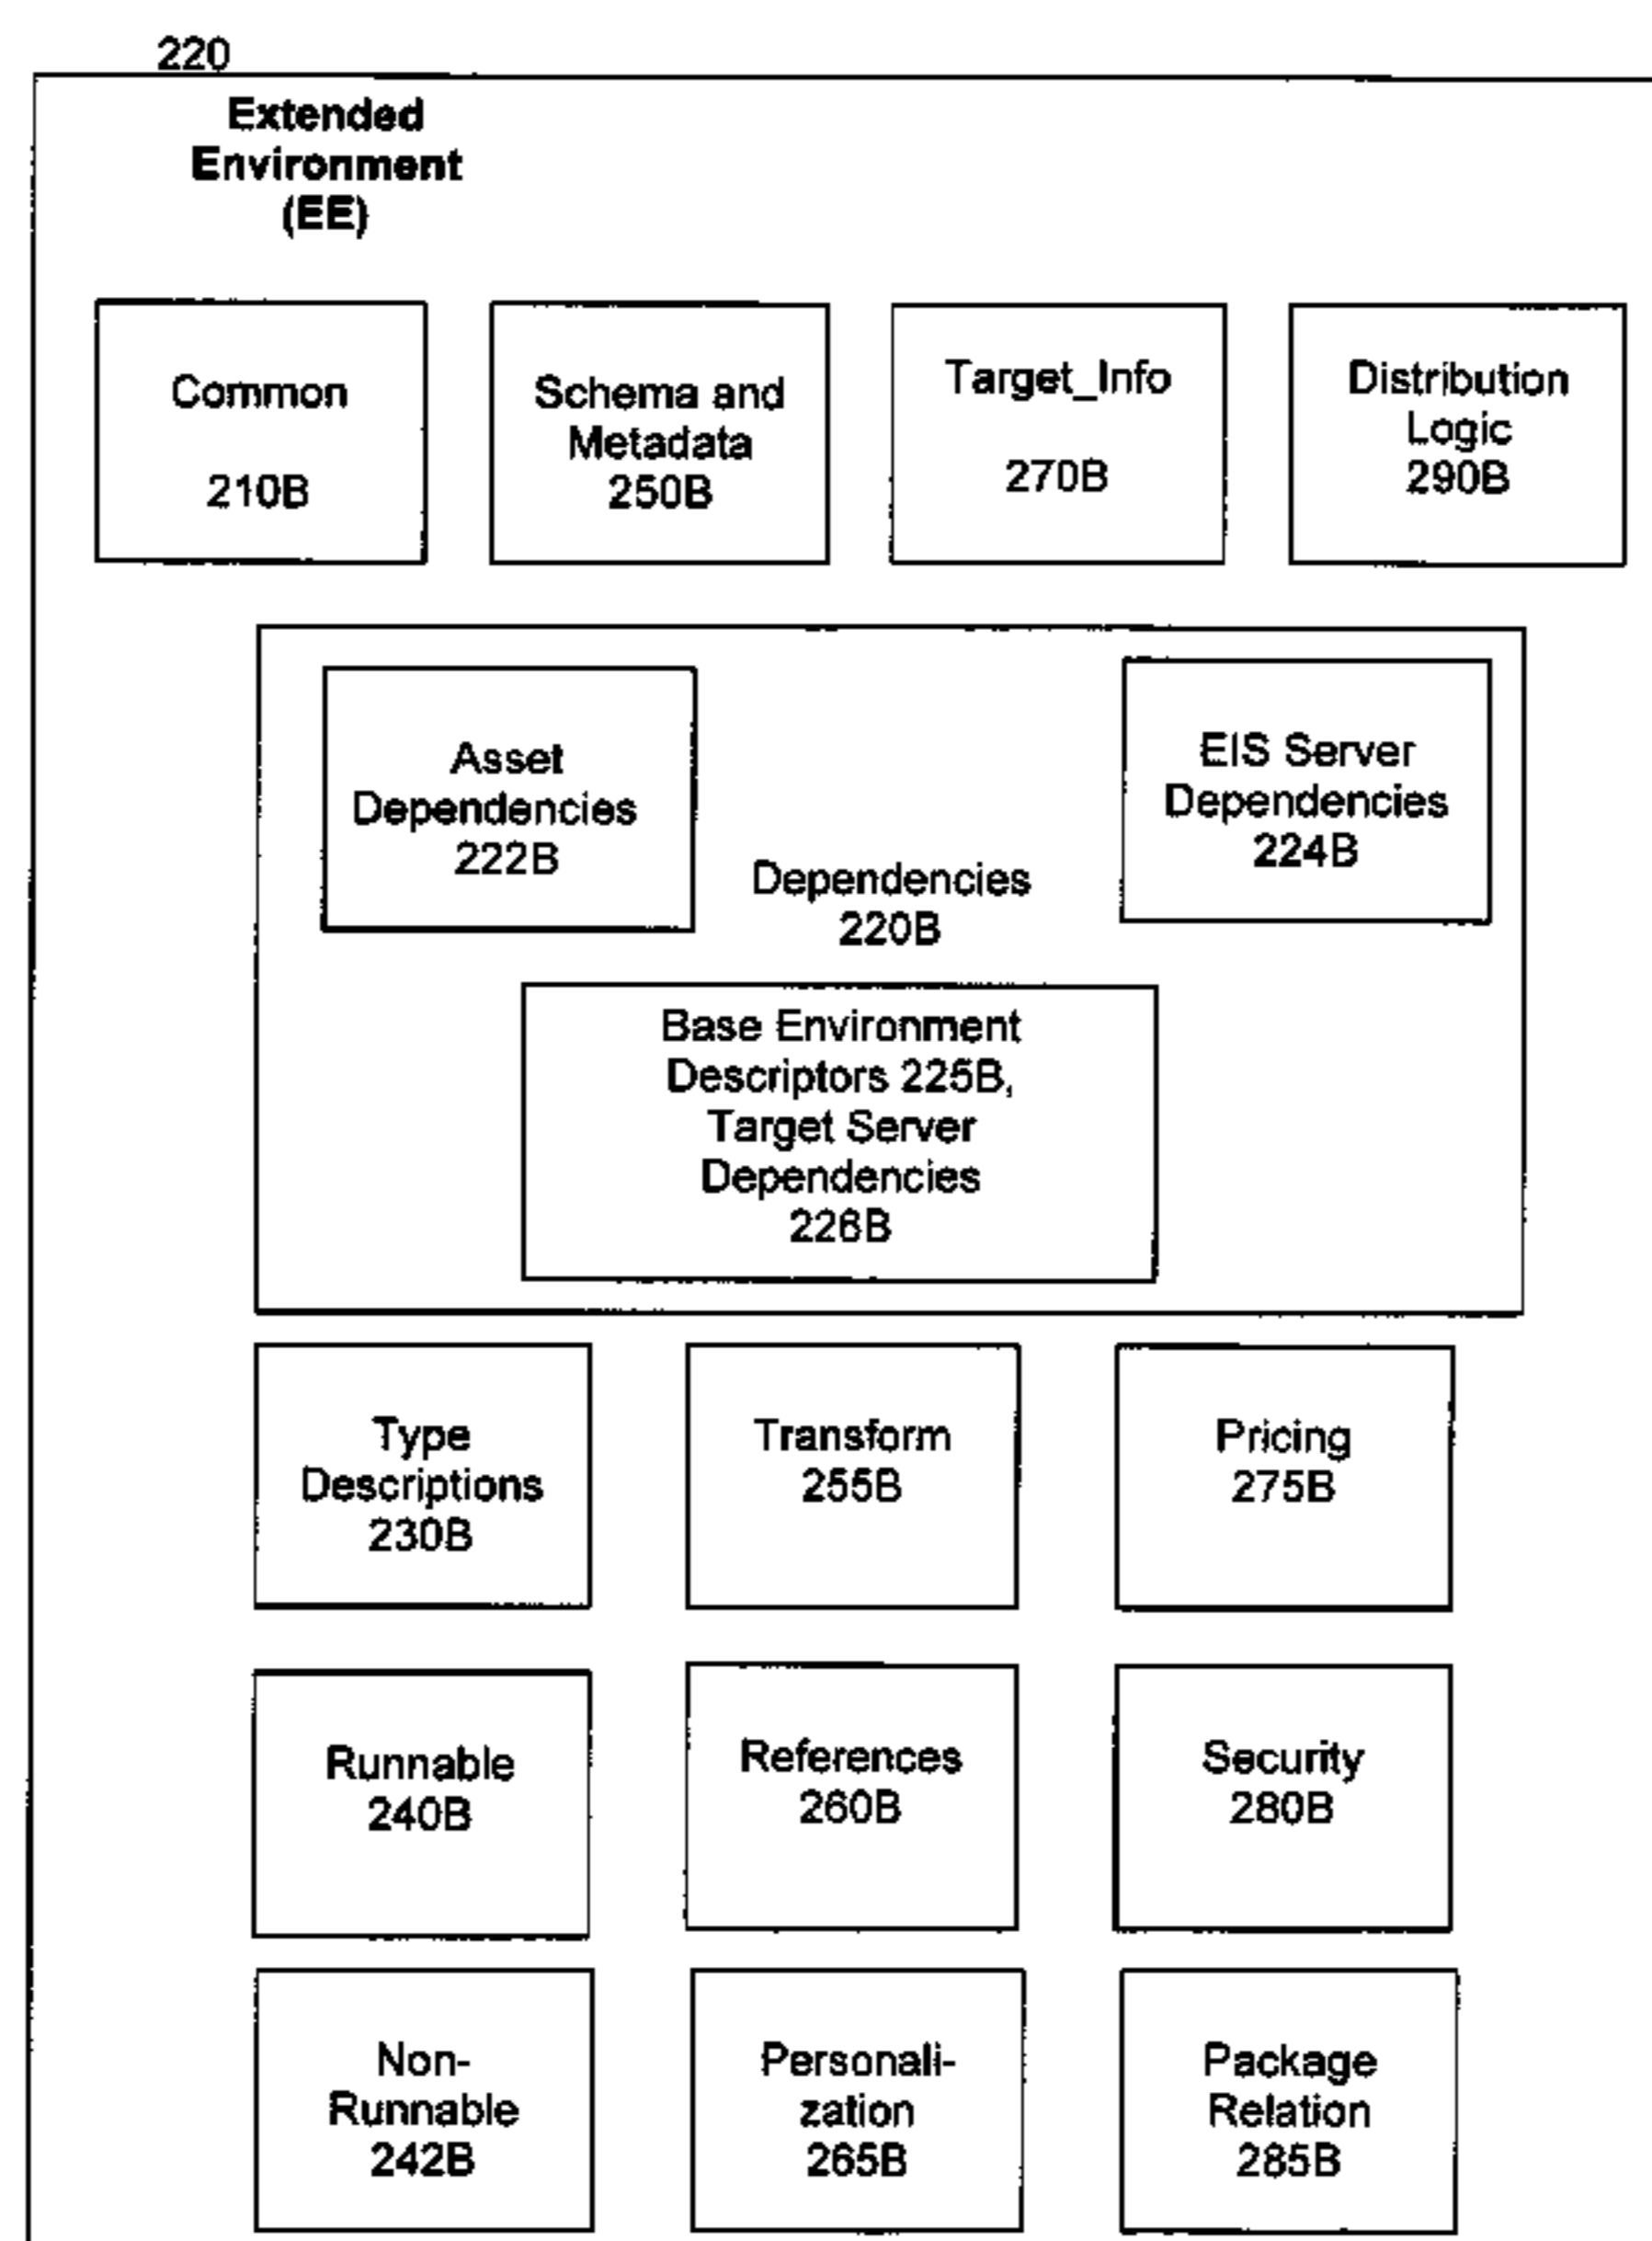 220
Extended
Environment
(EE)
Common
210B
Schema and
Metadata
250B
Target_Info
270B
Distribution
Logic
290B
Asset
Dependencies
222B
EIS Server
Dependencies
224B
Dependencies
220B
Base Environment
Descriptors 225B,
Target Server
Dependencies
226B
Type
Descriptions
230B
Transform
255B
Pricing
275B
Runnable
240B
References
260B
Security
280B
Non-
Runnable
242B
Personali-
zation
265B
Package
Relation
285B